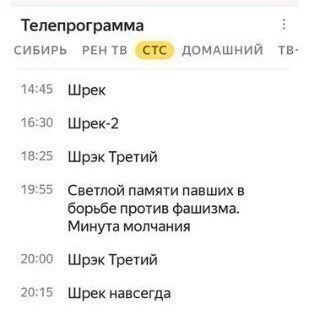 Телепрограмма
СИБИРЬ РЕН ТВ СТС ДОМАШНИЙ ТВ-
14:45 Шрек
16:30 Шрек-2
18:25 Шрэк Третий
19:55 Светлой памяти павших в
борьбе против фашизма.
Минута молчания
20:00 Шрэк Третий
20:15 Шрек навсегда